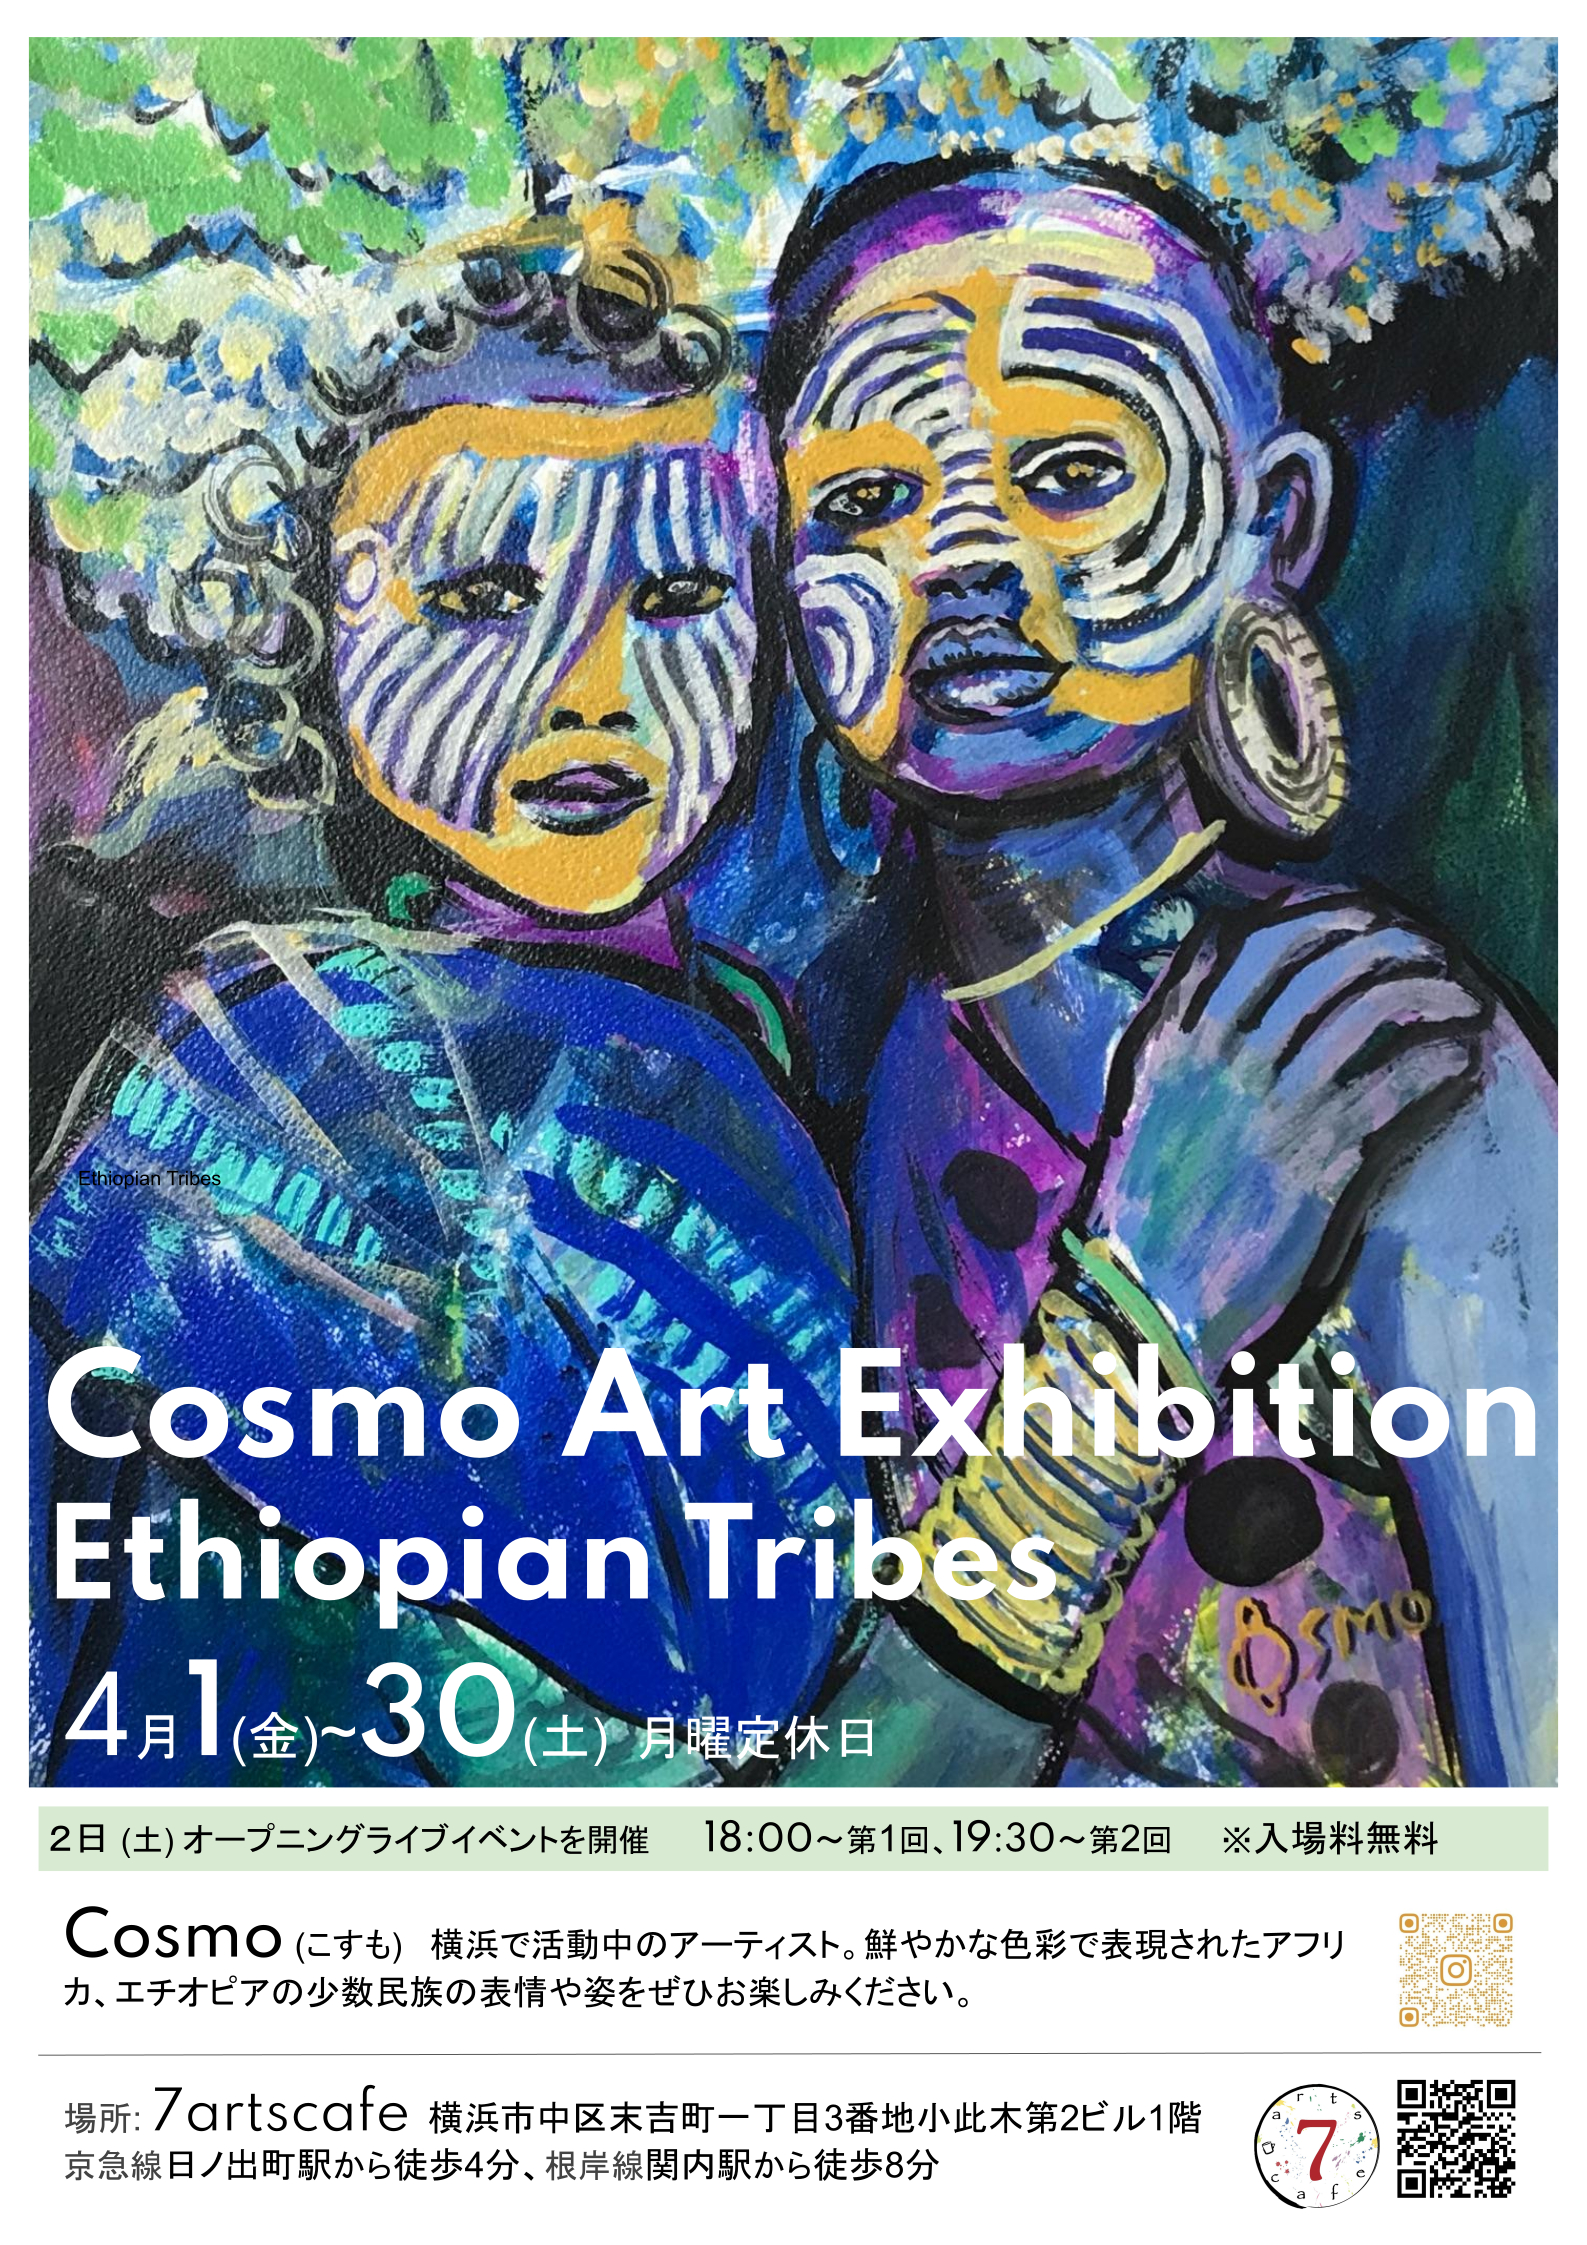 Ethiopian Tribes
Cosmo Art Exhibition
Ethiopian Tribes
COSMO
4月1(金)~30(土) 月曜定休日
2日 (土) オープニングライブイベントを開催 18:00～第1回、19:30～第2回 ※入場料無料
Cosmo (こすも) 横浜で活動中のアーティスト。鮮やかな色彩で表現されたアフリ
カ、エチオピアの少数民族の表情や姿をぜひお楽しみください。
場所: 7artscafe 横浜市中区末吉町一丁目3番地小此木第2ビル1階
京急線日ノ出町駅から徒歩4分、根岸線関内駅から徒歩8分
7 arts cafe